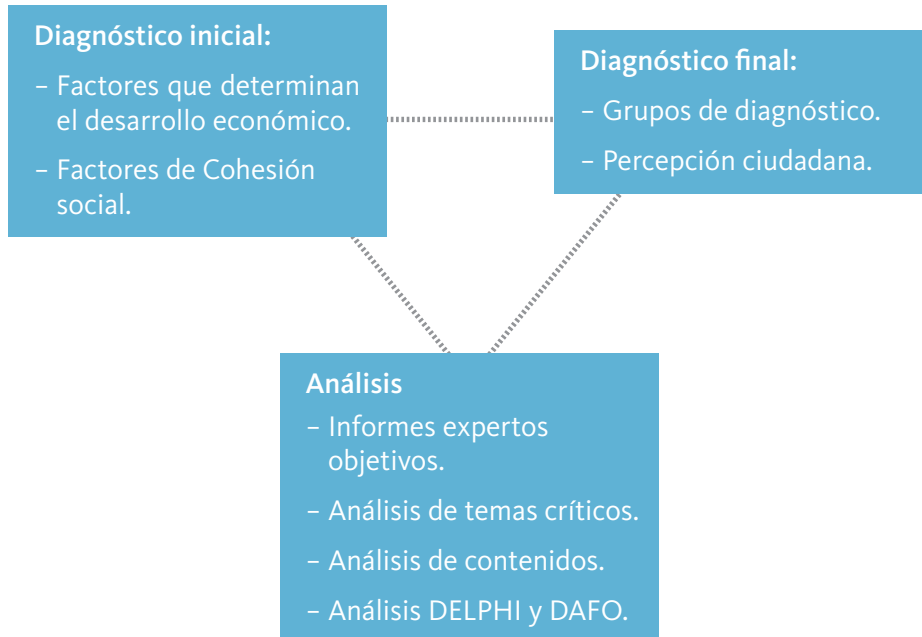 Diagnóstico inicial:
– Factores que determinan
el desarrollo económico.
– Factores de Cohesión
social.
Diagnóstico final:
– Grupos de diagnóstico.
– Percepción ciudadana.
Análisis
– Informes expertos
objetivos.
– Análisis de temas críticos.
– Análisis de contenidos.
– Análisis DELPHI y DAFO.